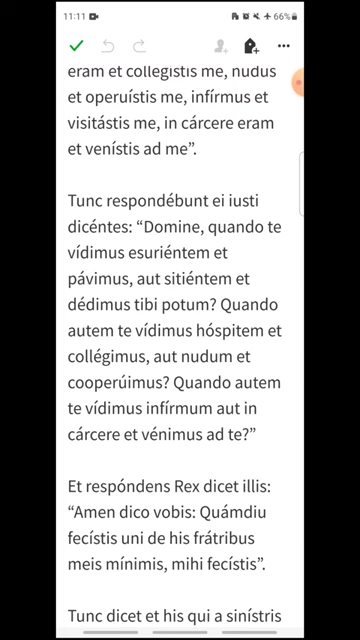 11:11
66%
eram et collegístis me, nudus
et operuístis me, infírmus et
visitástis me, in cárcere eram
et venístis ad me”.
Tunc respondébunt ei iusti
dicéntes: “Domine, quando te
vídimus esuriéntem et
pávimus, aut sitiéntem et
dédimus tibi potum? Quando
autem te vídimus hóspitem et
collégimus, aut nudum et
cooperúimus? Quando autem
te vídimus infírmum aut in
cárcere et vénimus ad te?”
Et respóndens Rex dicet illis:
“Amen dico vobis: Quámdiu
fecístis uni de his frátribus
meis mínimis, mihi fecístis”.
Tunc dicet et his qui a sinístris